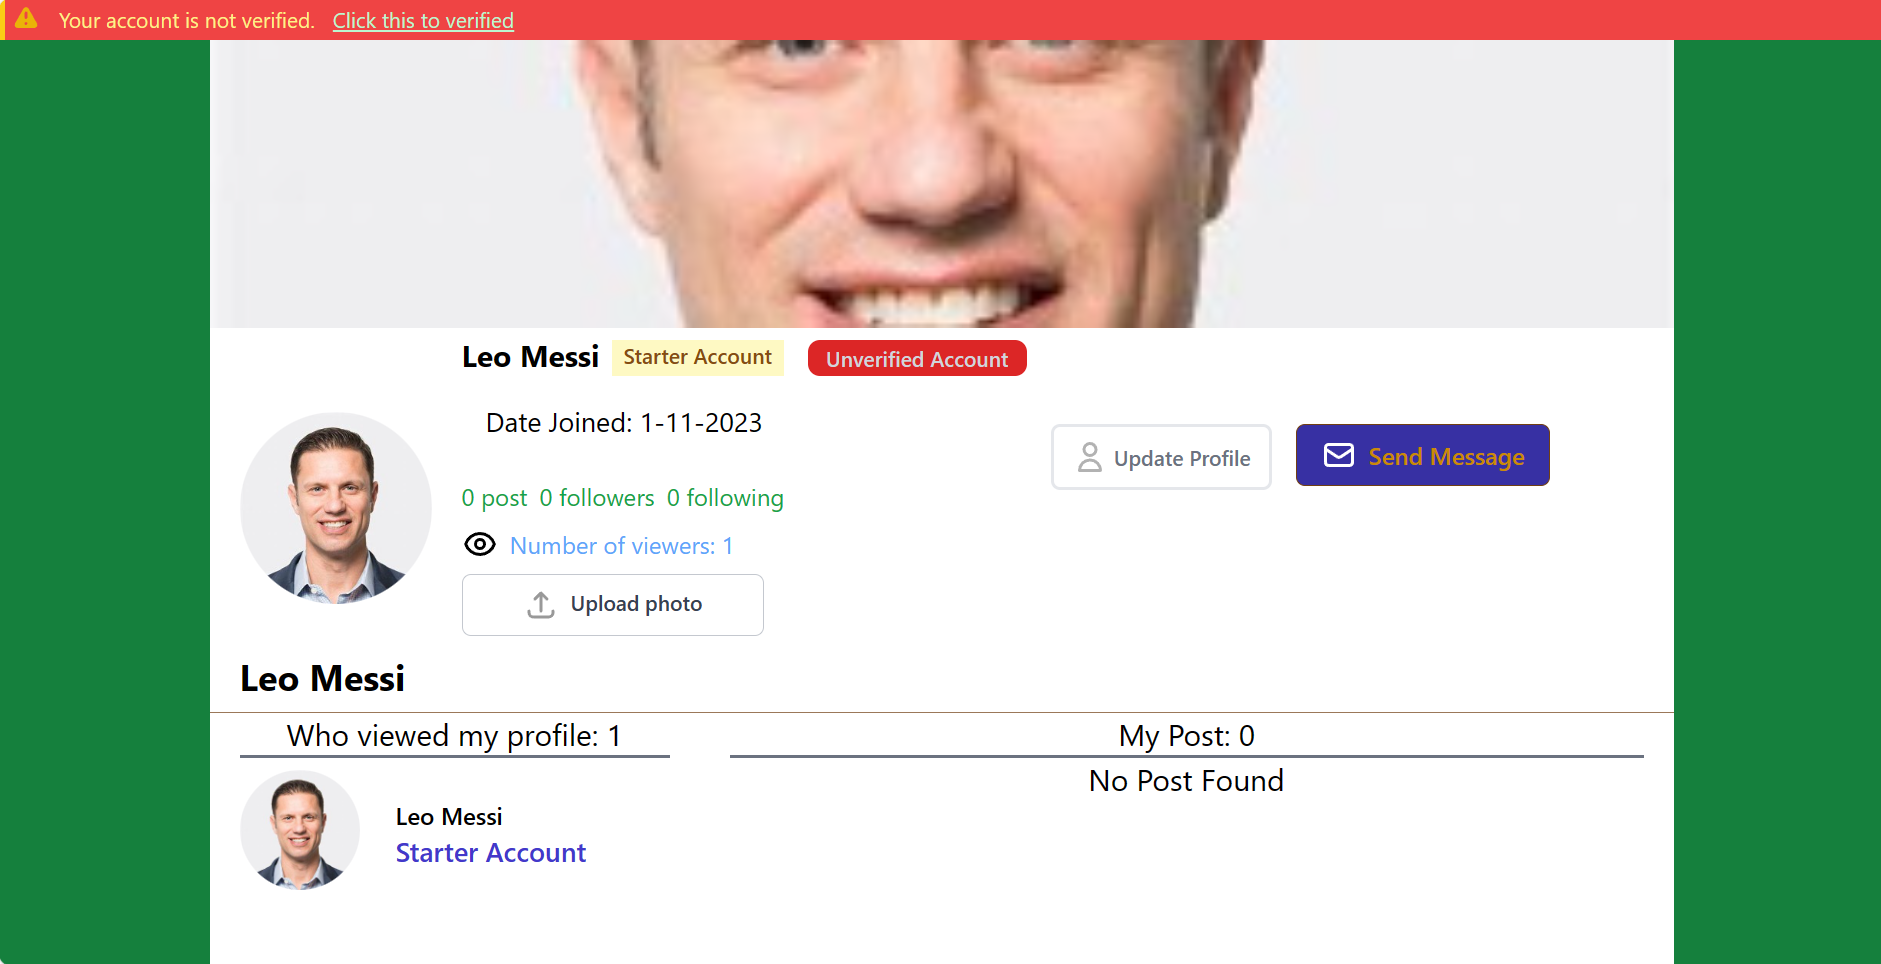 Your account is not verified. Click this to verified
Leo Messi Starter Account Unverified Account
Date Joined: 1-11-2023
Update Profile Send Message
0 post 0 followers 0 following
Number of viewers: 1
Upload photo
Leo Messi
Who viewed my profile: 1
My Post: 0
No Post Found
Leo Messi
Starter Account